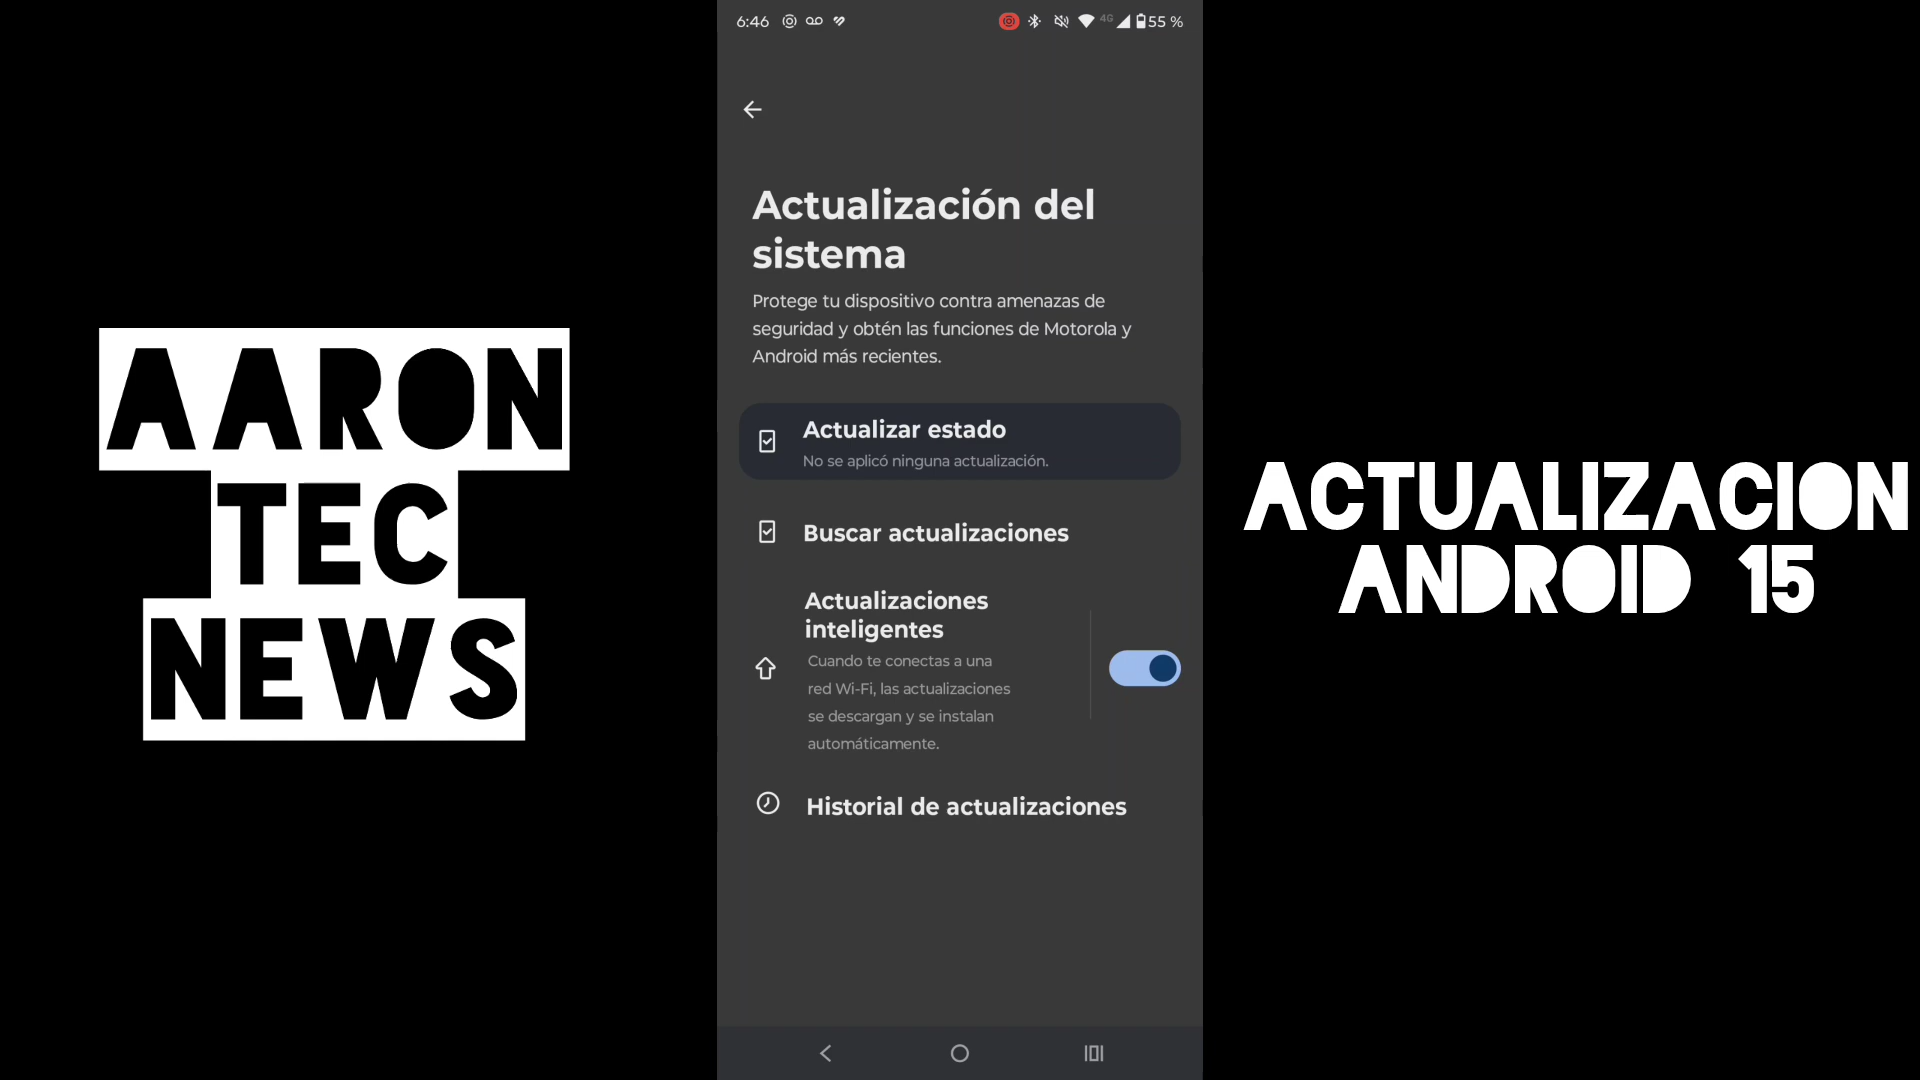 AARON
TEC
NEWS
6:46
4G
55 %
Actualización del
sistema
Protege tu dispositivo contra amenazas de
seguridad y obtén las funciones de Motorola y
Android más recientes.
Actualizar estado
No se aplicó ninguna actualización.
Buscar actualizaciones
Actualizaciones
inteligentes
Cuando te conectas a una
red Wi-Fi, las actualizaciones
se descargan y se instalan
automáticamente.
Historial de actualizaciones
ACTUALIZACION
ANDROID 15